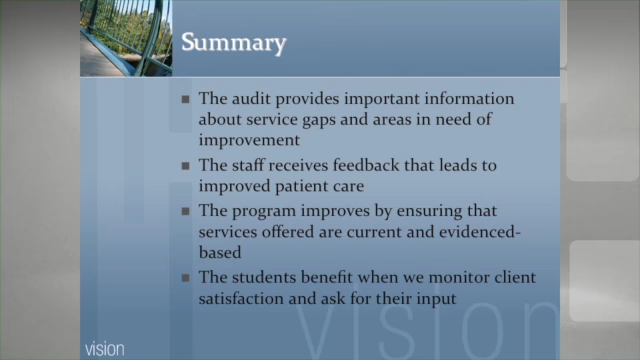 Summary
The audit provides important information
about service gaps and areas in need of
improvement
The staff receives feedback that leads to
improved patient care
The program improves by ensuring that
services offered are current and evidenced-
based
The students benefit when we monitor client
satisfaction and ask for their input
vision
vision